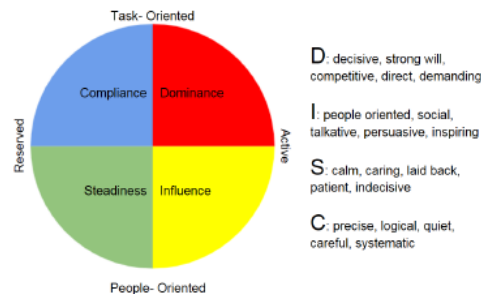 Task- Oriented
Compliance
Dominance
Reserved
Active
Steadiness
Influence
People- Oriented
D: decisive, strong will,
competitive, direct, demanding
I: people oriented, social,
talkative, persuasive, inspiring
S: calm, caring, laid back,
patient, indecisive
C: precise, logical, quiet,
careful, systematic